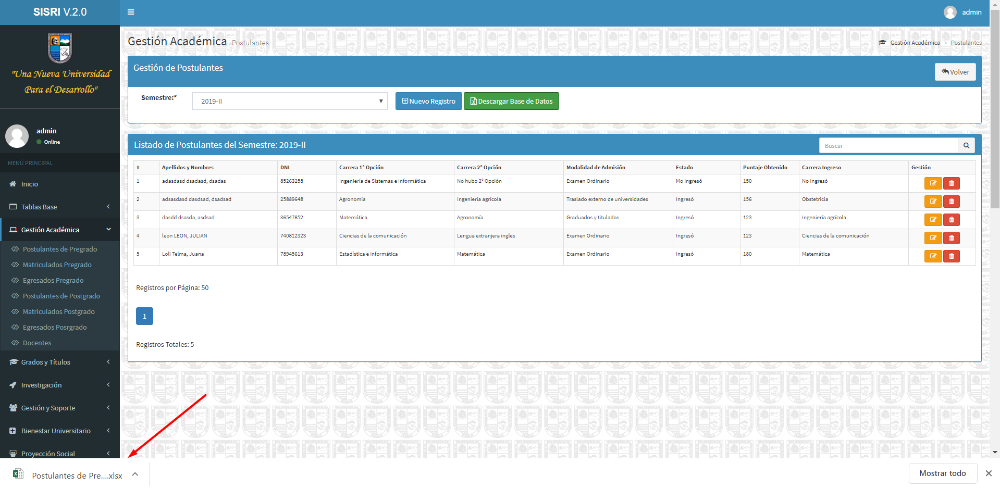 SISRI V.2.0
admin
"Una Nueva Universidad
Para el Desarrollo"
admin
Online
MENÚ PRINCIPAL
Inicio
Tablas Base
Gestión Académica
Postulantes de Pregrado
Matriculados Pregrado
Egresados Pregrado
Postulantes de Postgrado
Matriculados Postgrado
Egresados Posrgrado
Docentes
Grados y Títulos
Investigación
Gestión y Soporte
Bienestar Universitario
Proyección Social
Gestión Académica Postulantes
Gestión Académica > Postulantes
Gestión de Postulantes
Volver
Semestre:* 2019-II Nuevo Registro Descargar Base de Datos
Listado de Postulantes del Semestre: 2019-II
Buscar
# Apellidos y Nombres DNI Carrera 1° Opción Carrera 2° Opción Modalidad de Admisión Estado Puntaje Obtenido Carrera Ingreso Gestión
1 adasdasd dsadasd, dsadas 85263258 Ingeniería de Sistemas e Informática No hubo 2° Opción Examen Ordinario Mo Ingresó 150 No Ingresó
2 adsasdasd dasdsad, dsadsad 25889648 Agronomía Ingeniería agrícola Traslado externo de universidades Ingresó 156 Obstetricia
3 dasdd dsasda, asdsad 36547852 Matemática Agronomía Graduados y titulados Ingresó 123 Ingeniería agrícola
4 leon LEON, JULIAN 740812323 Ciencias de la comunicación Lengua extranjera ingles Examen Ordinario Ingresó 123 Ciencias de la comunicación
5 Loli Telma, Juana 78945613 Estadística e Informática Matemática Examen Ordinario Ingresó 180 Matemática
Registros por Página: 50
1
Registros Totales: 5
Postulantes de Pre....xlsx
Mostrar todo